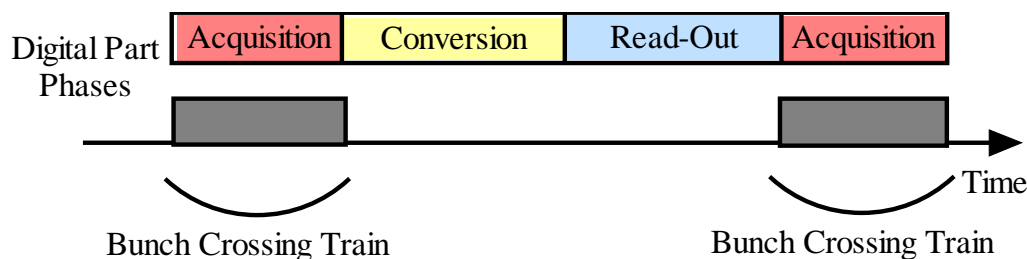 Digital Part
Phases
Acquisition
Conversion
Read-Out
Acquisition
Time
Bunch Crossing Train
Bunch Crossing Train